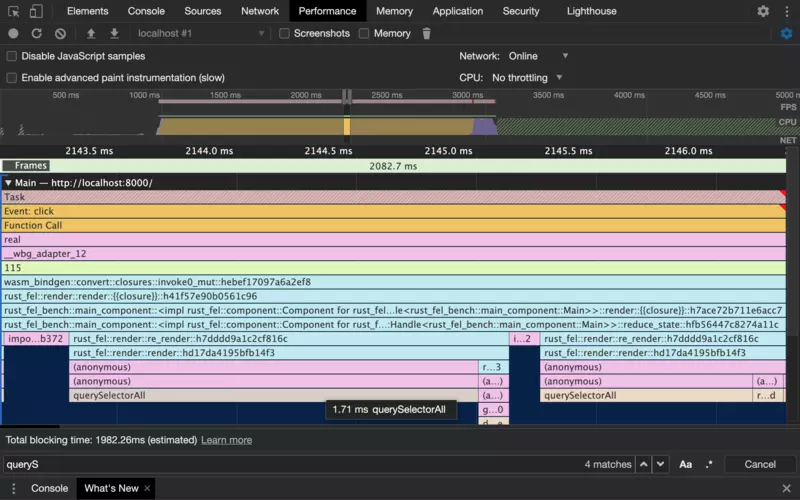 Elements Console Sources Network Performance Memory Application Security Lighthouse
localhost #1 Screenshots Memory
Disable JavaScript samples Network: Online
Enable advanced paint instrumentation (slow) CPU: No throttling
500 ms 1000 ms 1500 ms 2000 ms 2500 ms 3000 ms 3500 ms 4000 ms 4500 ms 5000 m
FPS
CPU
NET
2143.5 ms 2144.0 ms 2144.5 ms 2145.0 ms 2145.5 ms 2146.0 ms
Frames 2082.7 ms
Main — http://localhost:8000/
Task
Event: click
Function Call
real
__wbg_adapter_12
115
wasm_bindgen::convert::closures::invoke0_mut::hebef17097a6a2ef8
rust_fel::render::render::{{closure}}::h41f57e90b0561c96
rust_fel_bench::main_component::<impl rust_fel::component::Component for rust_fel…le<rust_fel_bench::main_component::Main>>::render::{{closure}}::h7ace72b711e6acc7
rust_fel_bench::main_component::<impl rust_fel::component::Component for rust_f…:Handle<rust_fel_bench::main_component::Main>>::reduce_state::hfb56447c8274a11c
impo…b372 rust_fel::render::re_render::h7dddd9a1c2cf816c i…2 rust_fel::render::re_render::h7dddd9a1c2cf816c
rust_fel::render::render::hd17da4195bfb14f3 rust_fel::render::render::hd17da4195bfb14f3
(anonymous) r…3 (anonymous)
(anonymous) (a…) (anonymous) (a…)
querySelectorAll (a…) querySelectorAll r…d
1.71 ms querySelectorAll g…0
d…e
Total blocking time: 1982.26ms (estimated) Learn more
queryS 4 matches Aa .* Cancel
Console What's New